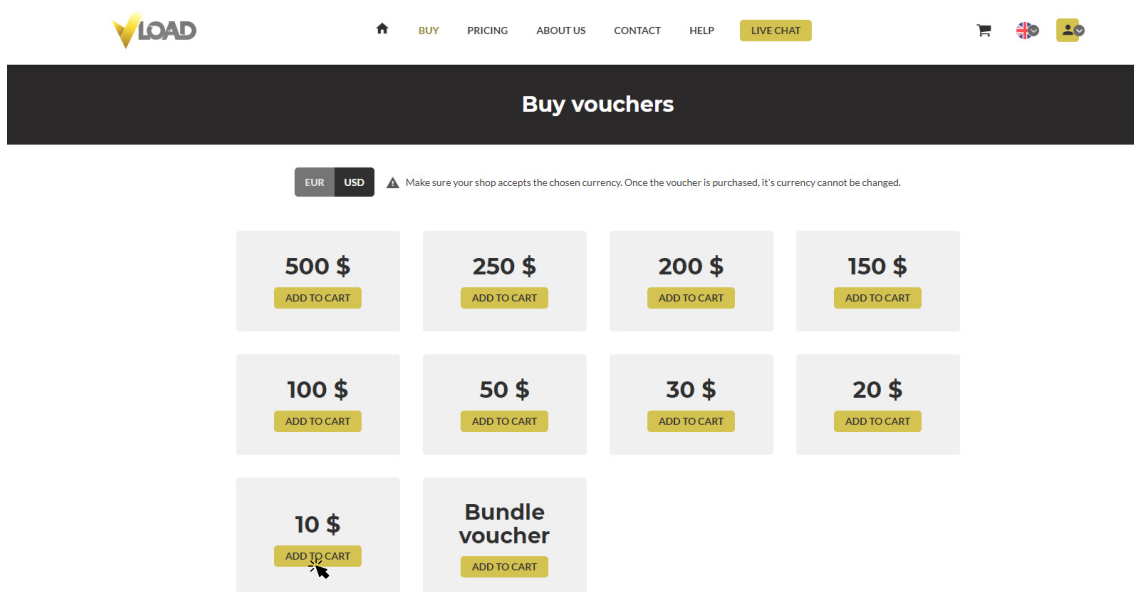 VLOAD
BUY PRICING ABOUT US CONTACT HELP LIVE CHAT
Buy vouchers
EUR USD Make sure your shop accepts the chosen currency. Once the voucher is purchased, it's currency cannot be changed.
500 $ 250 $ 200 $ 150 $
ADD TO CART ADD TO CART ADD TO CART ADD TO CART
100 $ 50 $ 30 $ 20 $
ADD TO CART ADD TO CART ADD TO CART ADD TO CART
10 $
ADD TO CART
Bundle
voucher
ADD TO CART